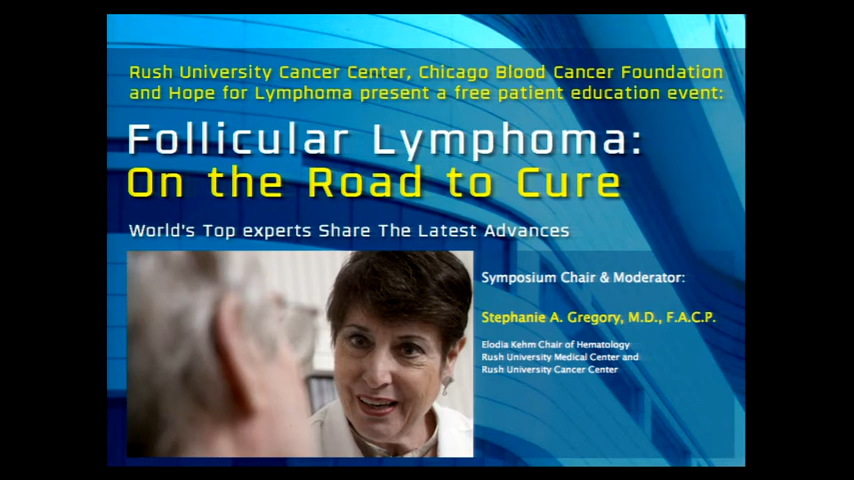 Rush University Cancer Center, Chicago Blood Cancer Foundation
and Hope for Lymphoma present a free patient education event:
Follicular Lymphoma:
On the Road to Cure
World's Top experts Share The Latest Advances
Symposium Chair & Moderator:
Stephanie A. Gregory, M.D., F.A.C.P.
Elodia Kehm Chair of Hematology
Rush University Medical Center and
Rush University Cancer Center